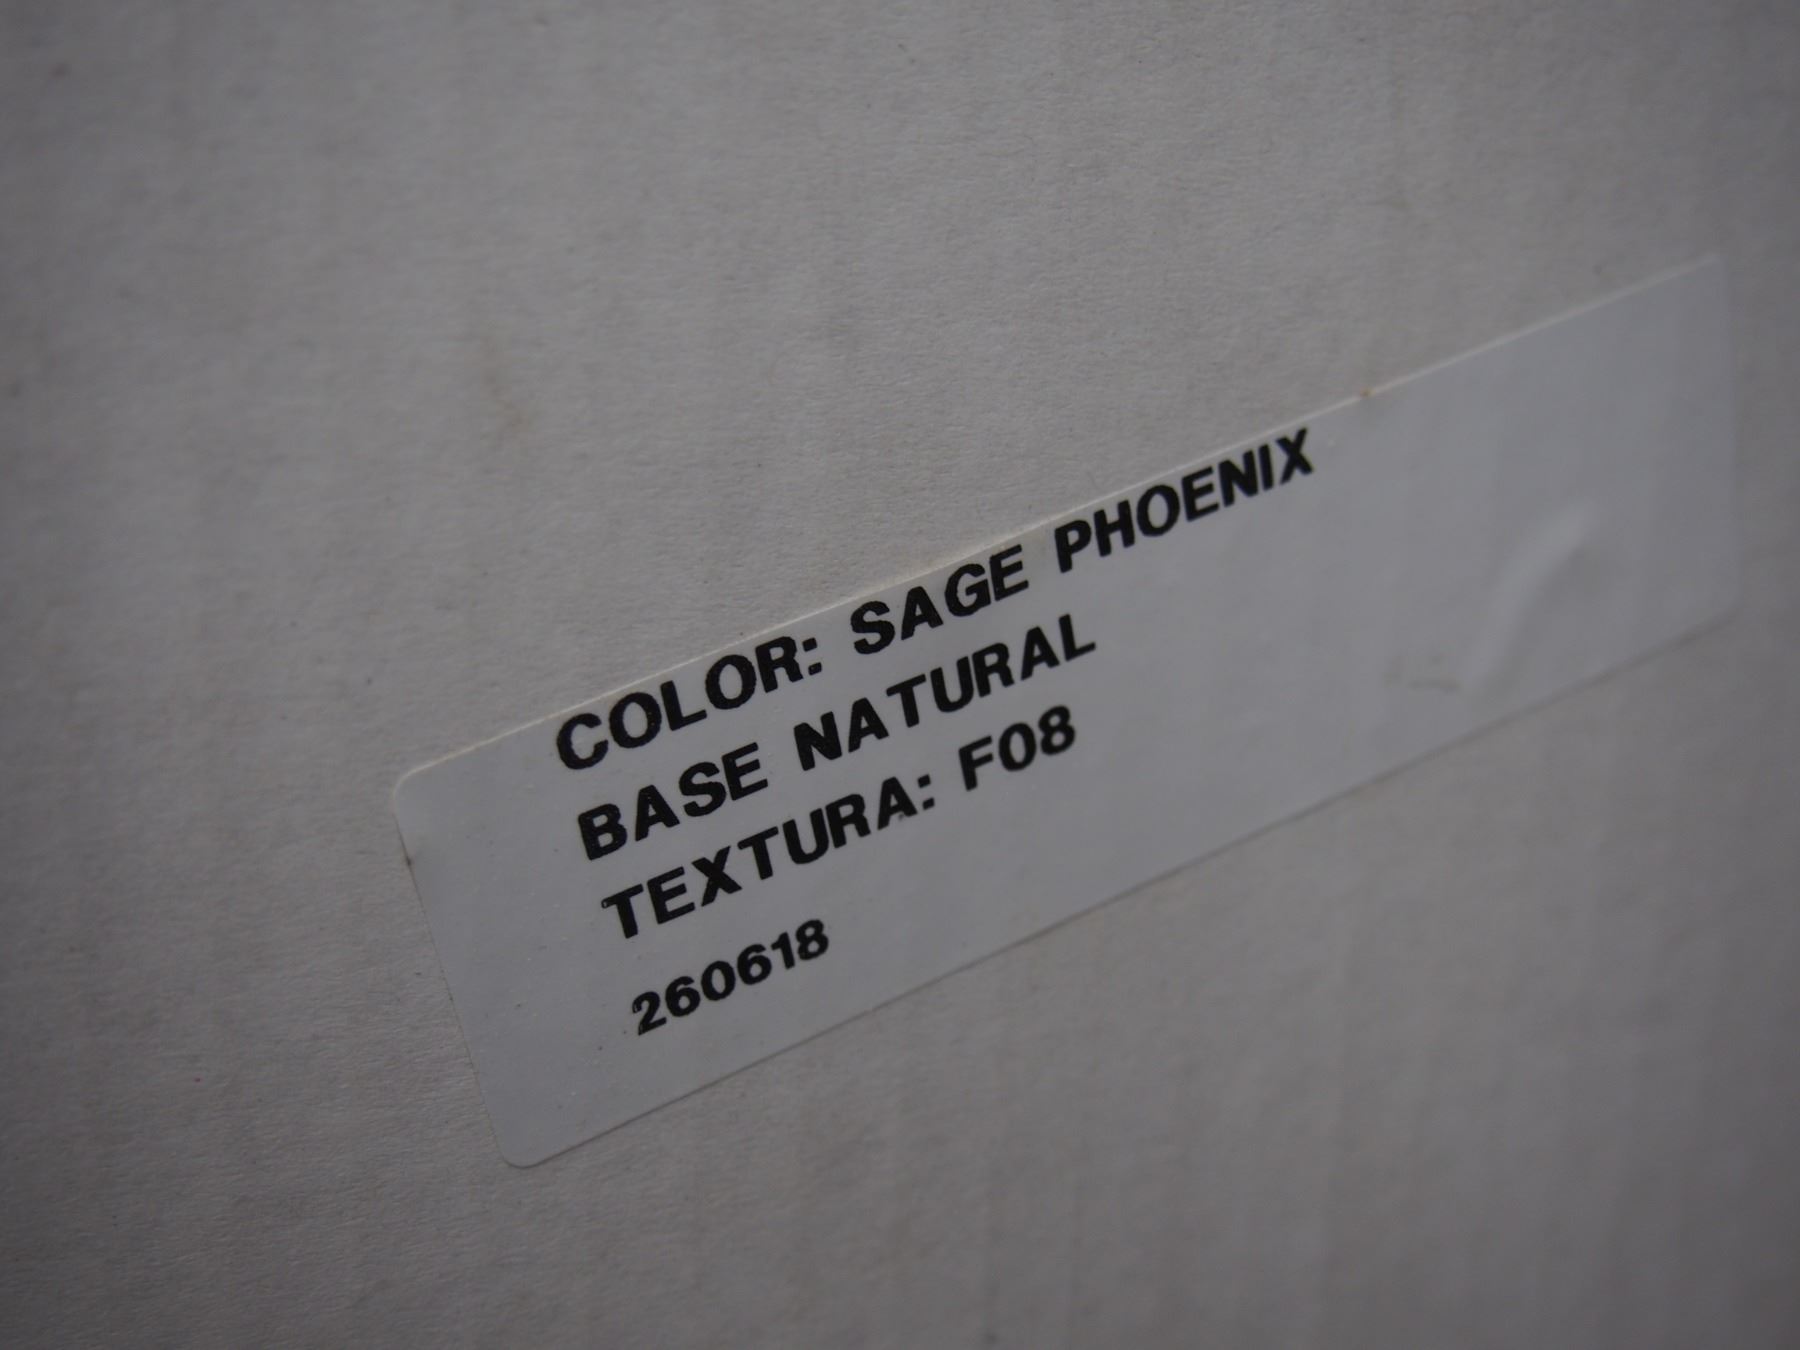 COLOR: SAGE PHOENIX
BASE NATURAL
TEXTURA: F08
260618